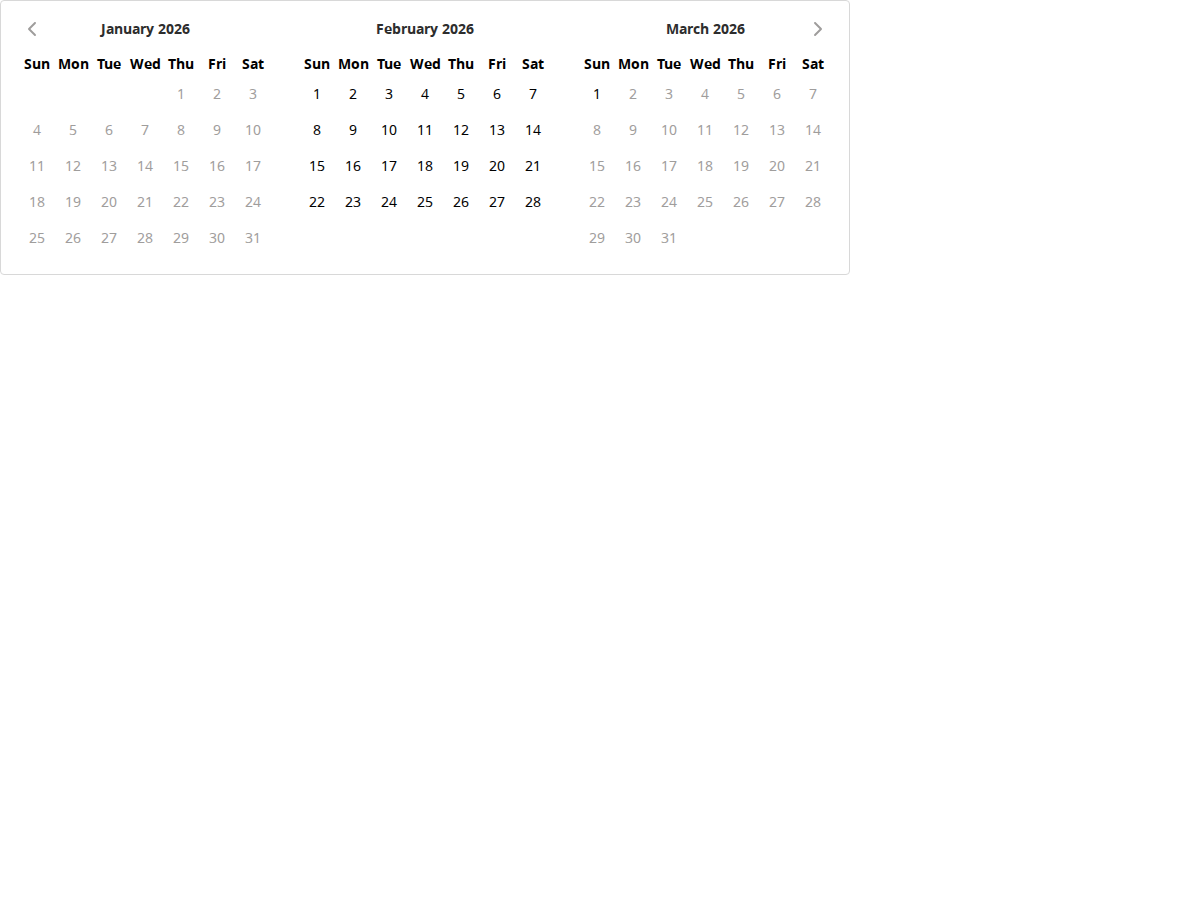 January 2026
Sun Mon Tue Wed Thu Fri Sat
1 2 3
4 5 6 7 8 9 10
11 12 13 14 15 16 17
18 19 20 21 22 23 24
25 26 27 28 29 30 31
February 2026
Sun Mon Tue Wed Thu Fri Sat
1 2 3 4 5 6 7
8 9 10 11 12 13 14
15 16 17 18 19 20 21
22 23 24 25 26 27 28
March 2026
Sun Mon Tue Wed Thu Fri Sat
1 2 3 4 5 6 7
8 9 10 11 12 13 14
15 16 17 18 19 20 21
22 23 24 25 26 27 28
29 30 31